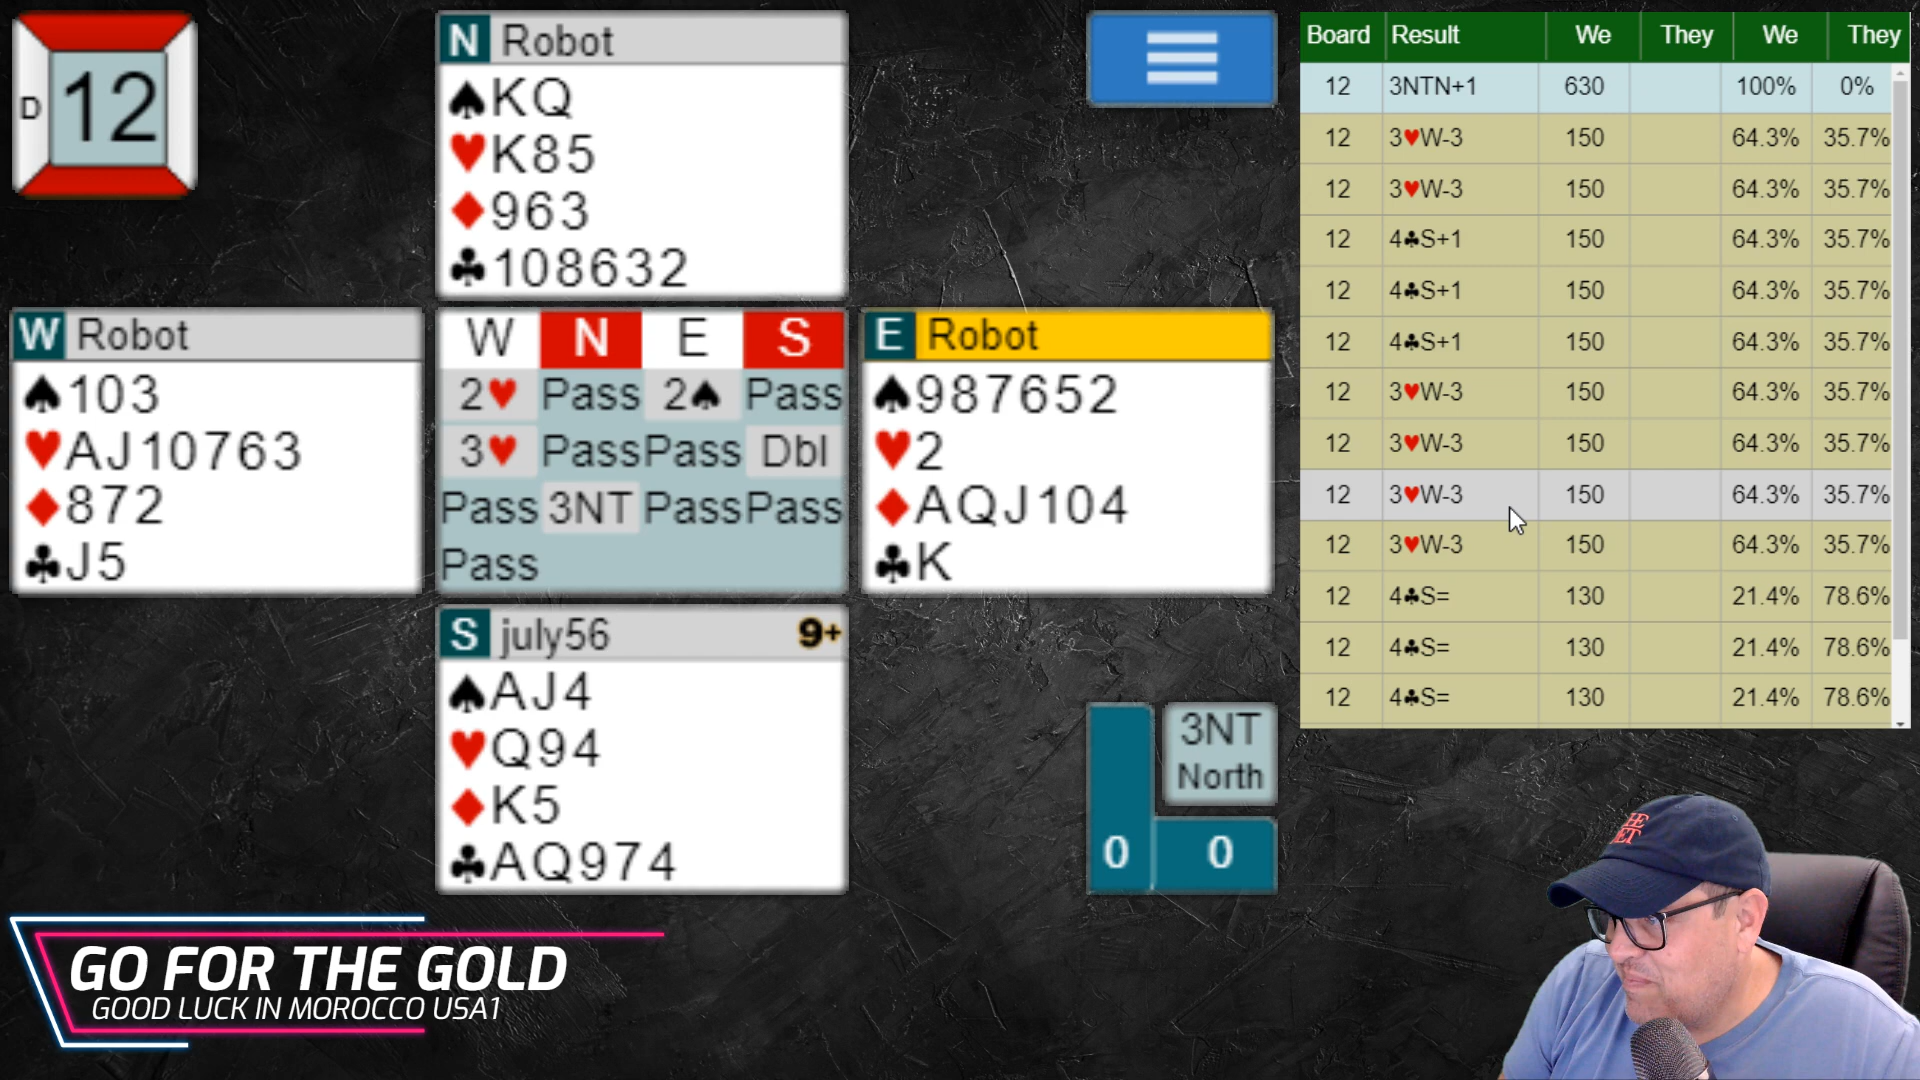 D 12
N Robot
♠KQ
♥K85
♦963
♣108632
W Robot
♠103
♥AJ10763
♦872
♣J5
W N E S
2♥ Pass 2♠ Pass
3♥ Pass Pass Dbl
Pass 3NT Pass Pass
Pass
E Robot
♠987652
♥2
♦AQJ104
♣K
S july56 9+
♠AJ4
♥Q94
♦K5
♣AQ974
3NT
North
0 0
Board Result We They We They
12 3NTN+1 630 100% 0%
12 3♥W-3 150 64.3% 35.7%
12 3♥W-3 150 64.3% 35.7%
12 4♣S+1 150 64.3% 35.7%
12 4♣S+1 150 64.3% 35.7%
12 4♣S+1 150 64.3% 35.7%
12 3♥W-3 150 64.3% 35.7%
12 3♥W-3 150 64.3% 35.7%
12 3♥W-3 150 64.3% 35.7%
12 3♥W-3 150 64.3% 35.7%
12 4♣S= 130 21.4% 78.6%
12 4♣S= 130 21.4% 78.6%
12 4♣S= 130 21.4% 78.6%
GO FOR THE GOLD
GOOD LUCK IN MOROCCO USA1